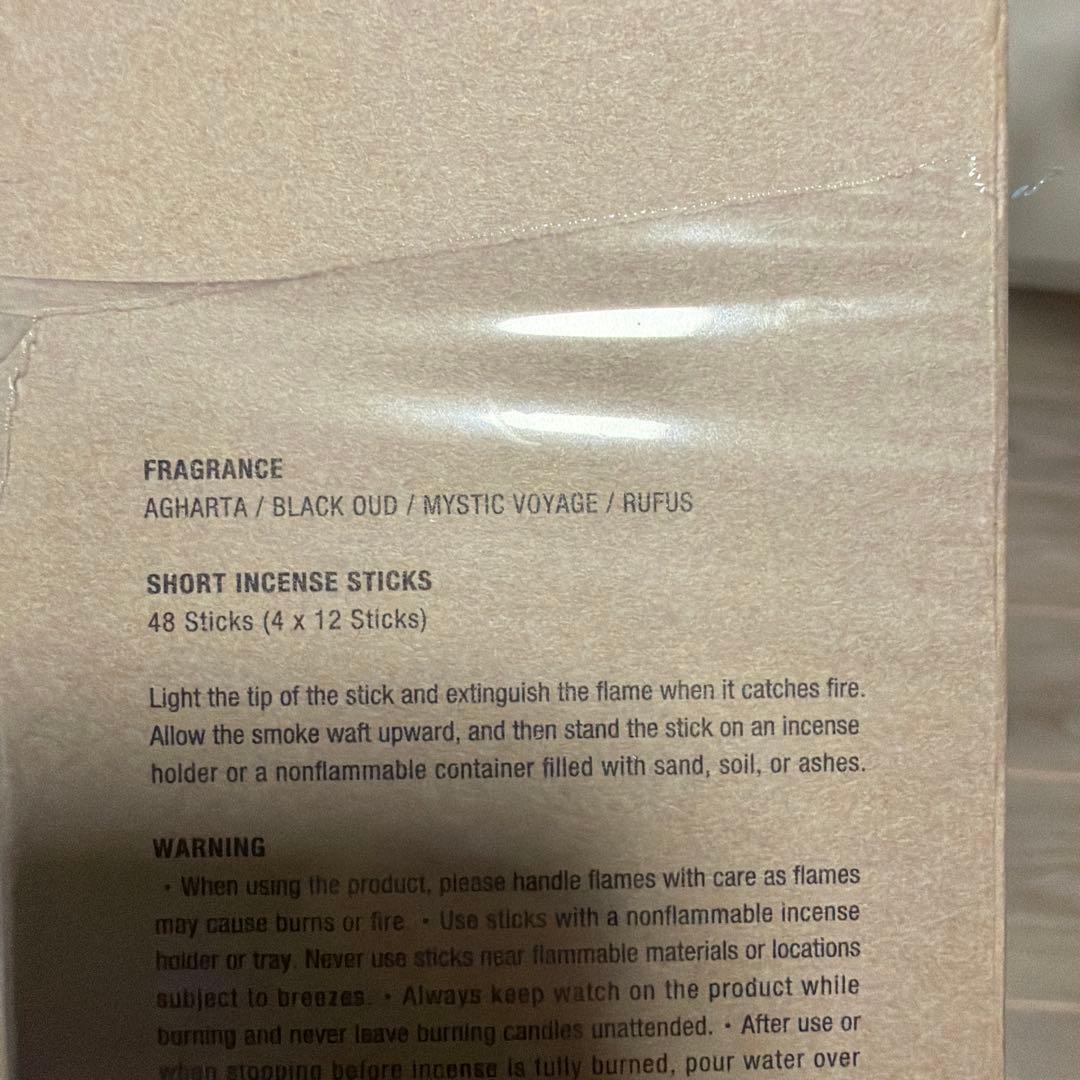 FRAGRANCE
AGHARTA / BLACK OUD / MYSTIC VOYAGE / RUFUS
SHORT INCENSE STICKS
48 Sticks (4 x 12 Sticks)
Light the tip of the stick and extinguish the flame when it catches fire.
Allow the smoke waft upward, and then stand the stick on an incense
holder or a nonflammable container filled with sand, soil, or ashes.
WARNING
・When using the product, please handle flames with care as flames
may cause burns or fire. ・Use sticks with a nonflammable incense
holder or tray. Never use sticks near flammable materials or locations
subject to breezes. ・Always keep watch on the product while
burning and never leave burning candles unattended. ・After use or
when stopping before incense is fully burned, pour water over